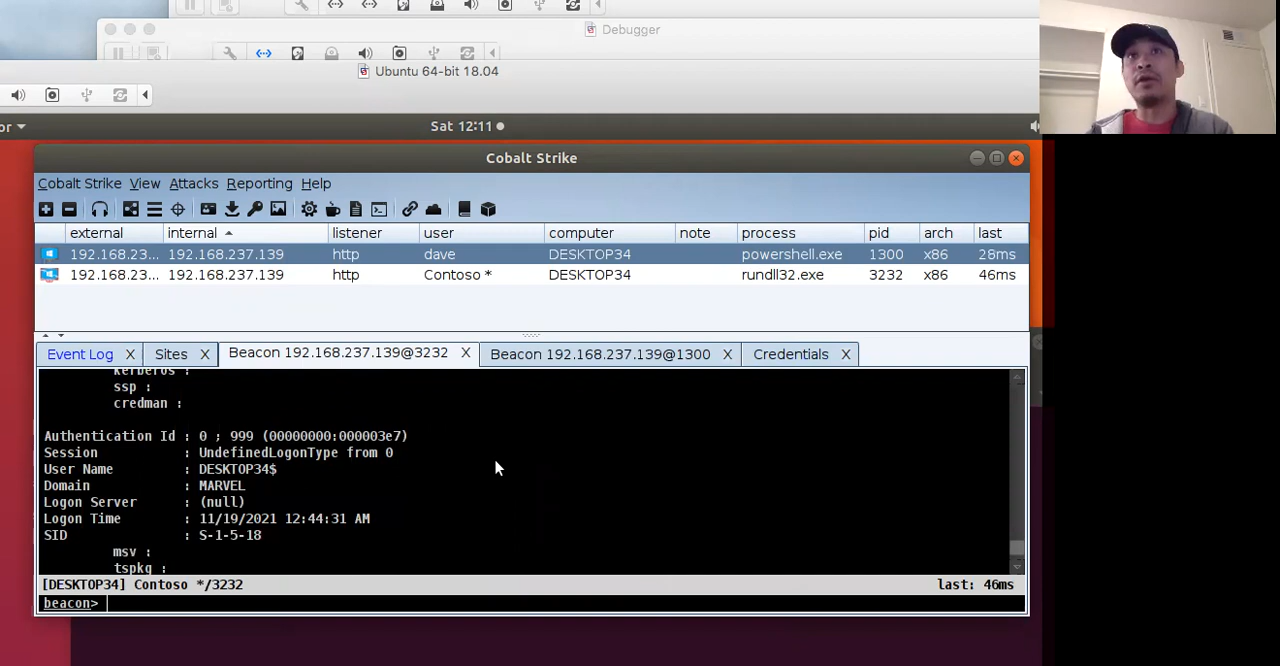 Debugger
Ubuntu 64-bit 18.04
or
Sat 12:11
Cobalt Strike
Cobalt Strike View Attacks Reporting Help
external internal listener user computer note process pid arch last
192.168.23... 192.168.237.139 http dave DESKTOP34 powershell.exe 1300 x86 28ms
192.168.23... 192.168.237.139 http Contoso * DESKTOP34 rundll32.exe 3232 x86 46ms
Event Log X Sites X Beacon 192.168.237.139@3232 X Beacon 192.168.237.139@1300 X Credentials X
kerberos :
ssp :
credman :
Authentication Id : 0 ; 999 (00000000:000003e7)
Session : UndefinedLogonType from 0
User Name : DESKTOP34$
Domain : MARVEL
Logon Server : (null)
Logon Time : 11/19/2021 12:44:31 AM
SID : S-1-5-18
msv :
tspkg :
[DESKTOP34] Contoso */3232 last: 46ms
beacon>